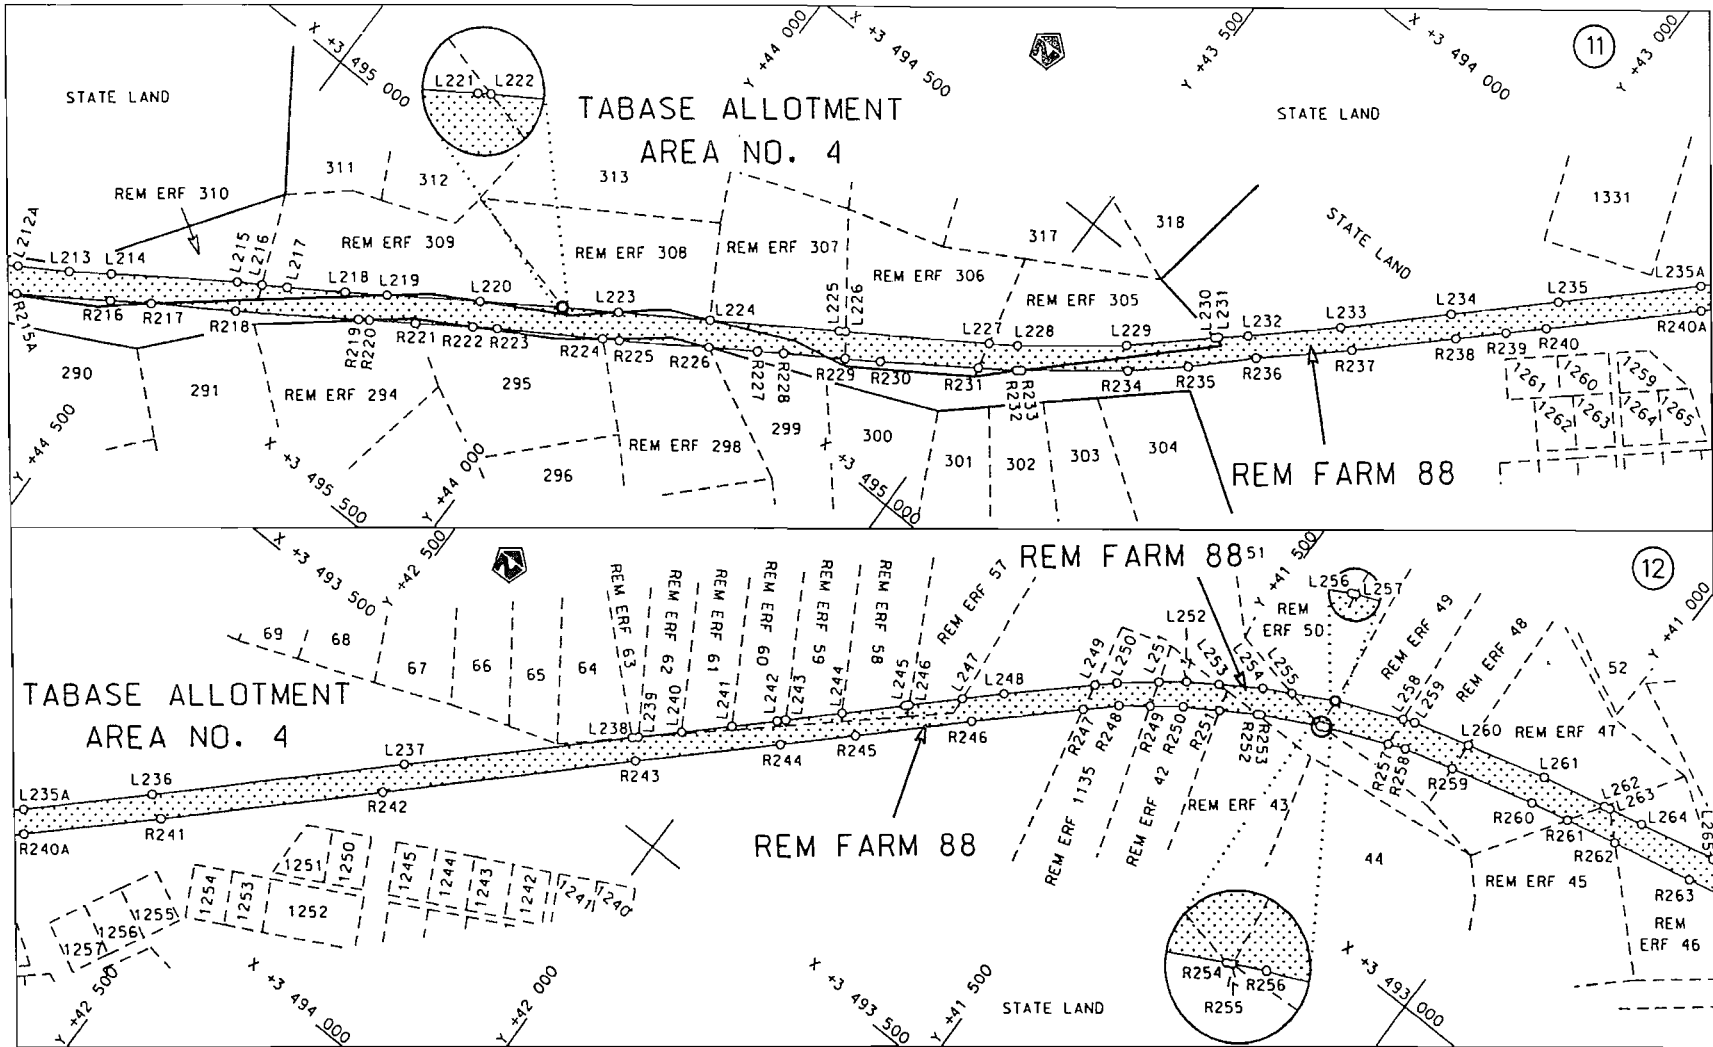 X +3 495 000
Y +44 000
X +3 494 500
Y +43 500
X +3 494 000
Y +43 000
11
STATE LAND
L221 L222
TABASE ALLOTMENT
AREA NO. 4
STATE LAND
311
312
313
REM ERF 310
317
318
STATE LAND
1331
REM ERF 309
REM ERF 308
REM ERF 307
REM ERF 306
REM ERF 305
L212A
L213
L214
L215
L216
L217
L218
L219
L220
L223
L224
L225
L226
L227
L228
L229
L230
L231
L232
L233
L234
L235
L235A
R215A
R216
R217
R218
R219
R220
R221
R222
R223
R224
R225
R226
R227
R228
R229
R230
R231
R232
R233
R234
R235
R236
R237
R238
R239
R240
R240A
290
291
REM ERF 294
295
296
REM ERF 298
299
300
301
302
303
304
REM FARM 88
1261
1260
1259
1262
1263
1264
1265
Y +44 500
X +3 495 500
Y +44 000
X +3 495 000
X +3 493 500
Y +42 500
REM FARM 88
51
Y +41 500
12
Y +41 000
TABASE ALLOTMENT
AREA NO. 4
69
68
67
66
65
64
REM ERF 63
REM ERF 62
REM ERF 61
REM ERF 60
REM ERF 59
REM ERF 58
REM ERF 57
REM
ERF 50
L256
L257
REM ERF 49
REM ERF 48
52
REM ERF 47
L235A
L236
L237
L238
L239
L240
L241
L242
L243
L244
L245
L246
L247
L248
L249
L250
L251
L252
L253
L254
L255
L258
L259
L260
L261
L262
L263
L264
L265
R240A
R241
R242
R243
R244
R245
R246
R247
R248
R249
R250
R251
R252
R253
R257
R258
R259
R260
R261
R262
R263
REM FARM 88
REM ERF 1135
REM ERF 42
REM ERF 43
44
REM ERF 45
REM
ERF 46
1257
1256
1255
1254
1253
1251
1250
1252
1245
1244
1243
1242
1241
1240
R254
R255
R256
STATE LAND
Y +42 500
X +3 494 000
Y +42 000
X +3 493 500
Y +41 500
X +3 493 000